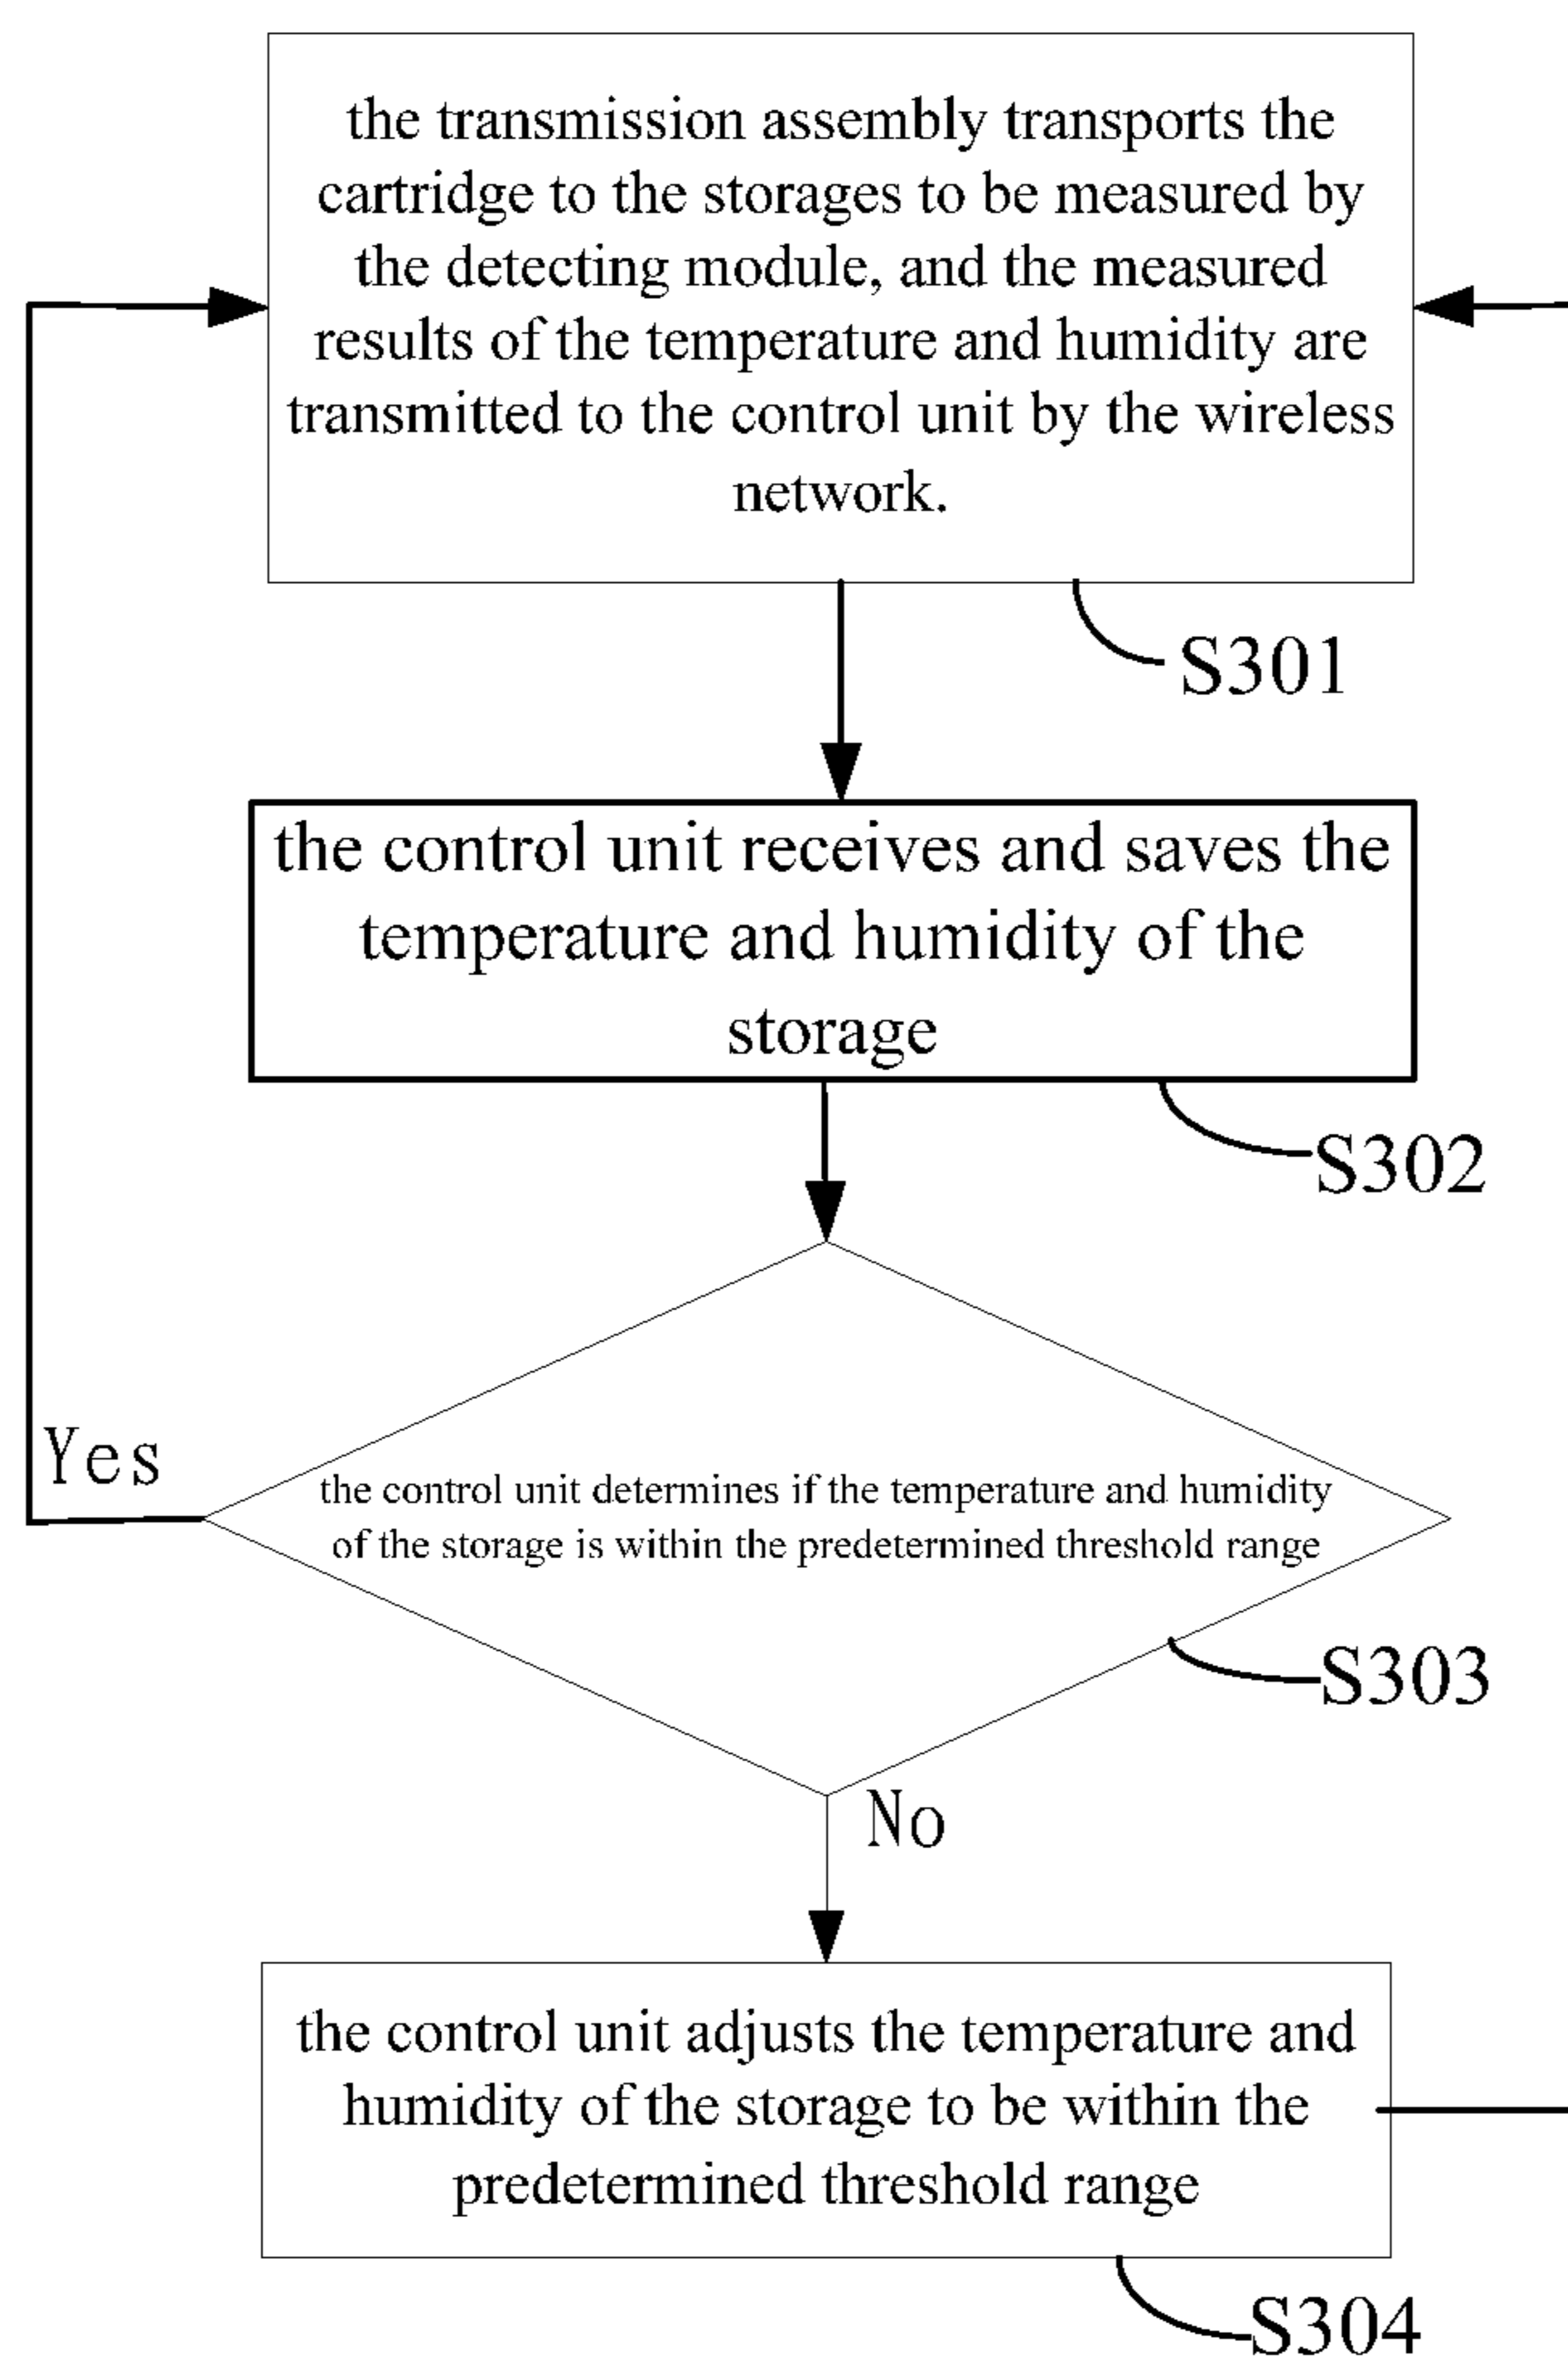 the transmission assembly transports the
cartridge to the storages to be measured by
the detecting module, and the measured
results of the temperature and humidity are
transmitted to the control unit by the wireless
network.
S301
the control unit receives and saves the
temperature and humidity of the
storage
S302
Yes
the control unit determines if the temperature and humidity
of the storage is within the predetermined threshold range
S303
No
the control unit adjusts the temperature and
humidity of the storage to be within the
predetermined threshold range
S304